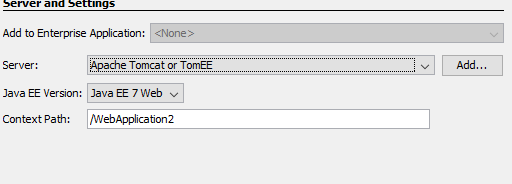 Server and Settings
Add to Enterprise Application: <None>
Server: Apache Tomcat or TomEE Add...
Java EE Version: Java EE 7 Web
Context Path: /WebApplication2